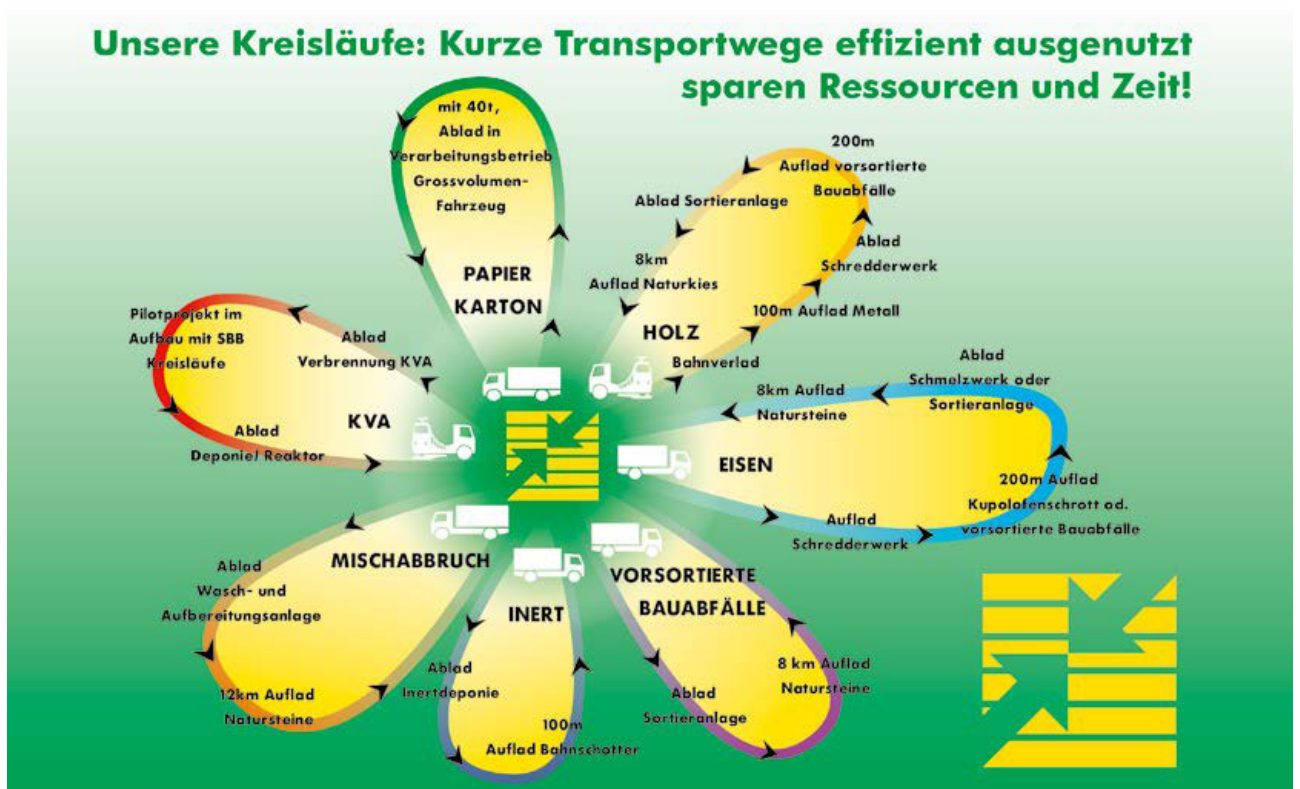 Unsere Kreisläufe: Kurze Transportwege effizient ausgenutzt
sparen Ressourcen und Zeit!
mit 40t,
Ablad in
Verarbeitungsbetrieb
Grossvolumen-
Fahrzeug
PAPIER
KARTON
200m
Auflad vorsortierte
Bauabfälle
Ablad Sortieranlage
Ablad
Schredderwerk
8km
Auflad Naturkies
100m Auflad Metall
HOLZ
Bahnverlad
Pilotprojekt im
Aufbau mit SBB
Kreisläufe
Ablad
Verbrennung KVA
KVA
Ablad
Deponie/ Reaktor
Ablad
Schmelzwerk oder
Sortieranlage
8km Auflad
Natursteine
EISEN
200m Auflad
Kupolofenschrott od.
vorsortierte Bauabfälle
Auflad
Schredderwerk
MISCHABBRUCH
Ablad
Wasch- und
Aufbereitungsanlage
12km Auflad
Natursteine
INERT
Ablad
Inertdeponie
100m
Auflad Bahnschotter
VORSORTIERTE
BAUABFÄLLE
8 km Auflad
Natursteine
Ablad
Sortieranlage